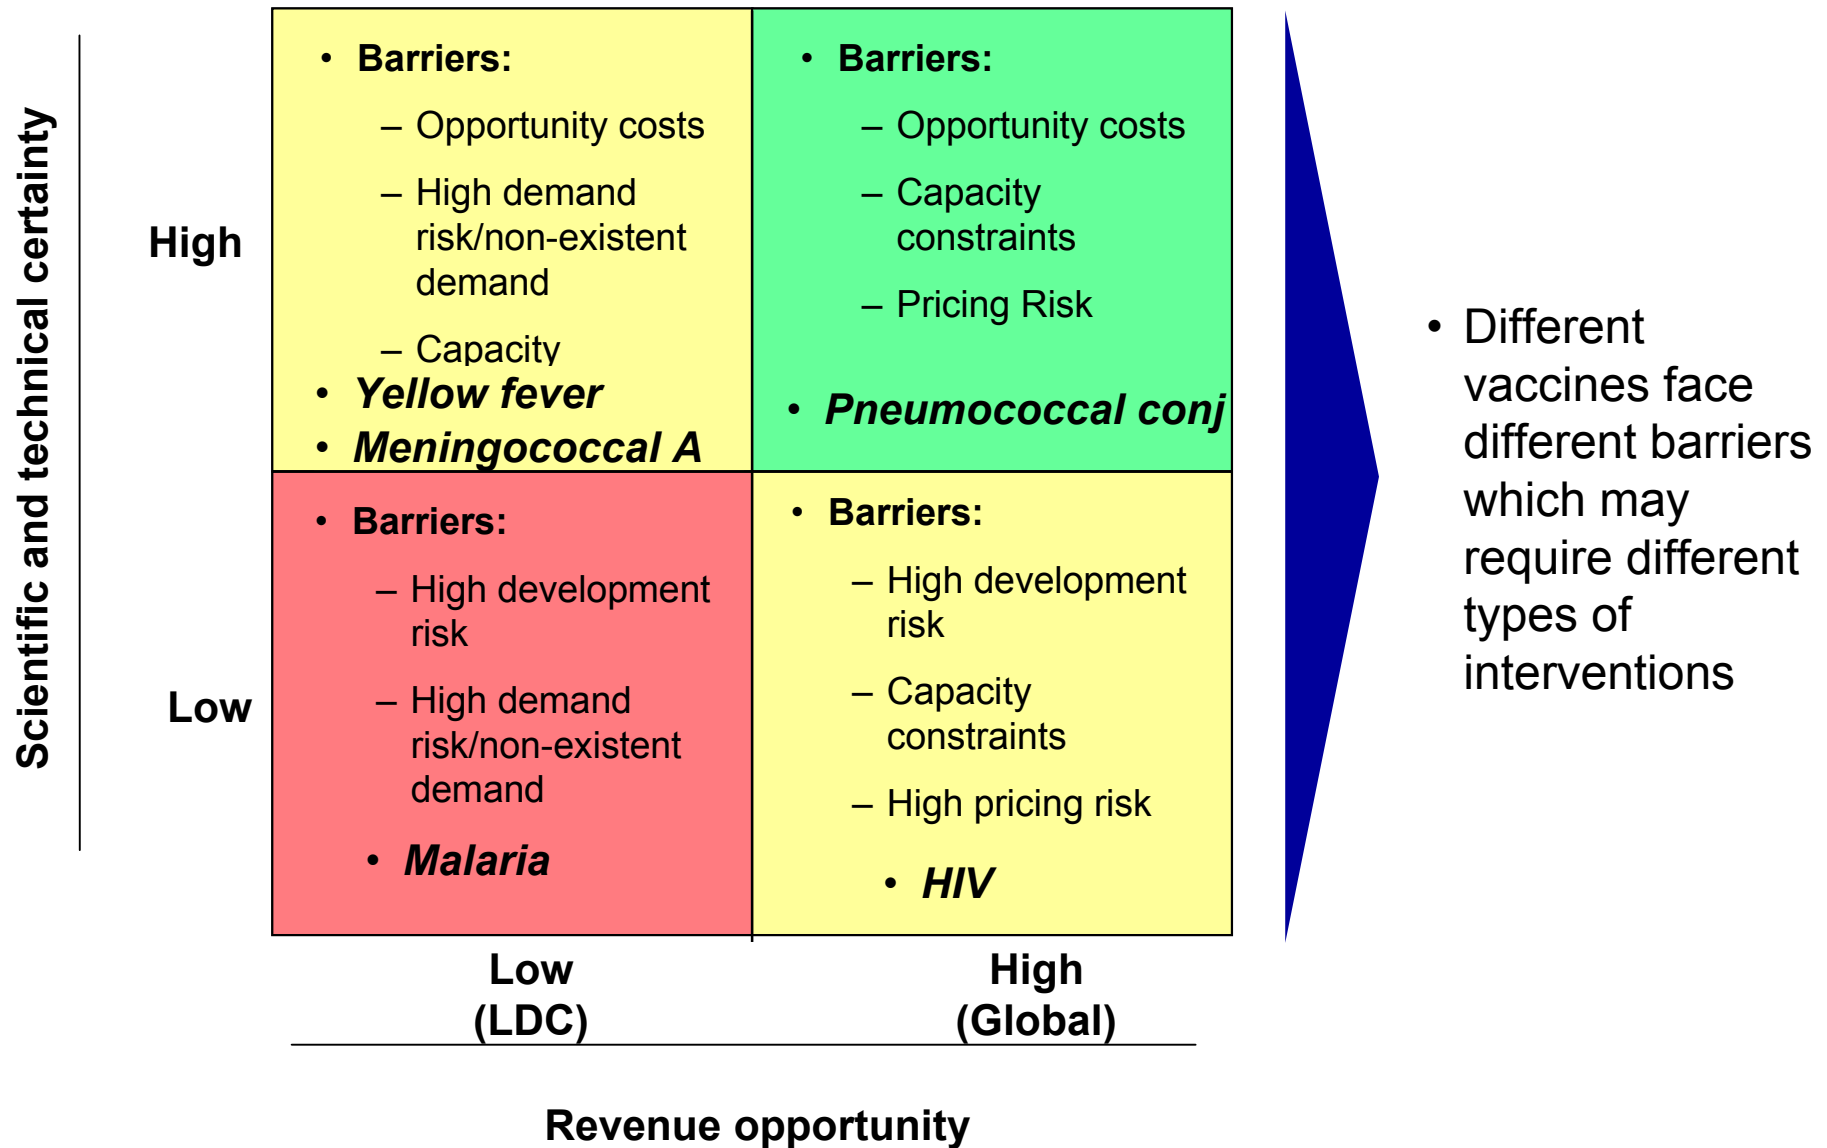 Scientific and technical certainty
High
Low
• Barriers:
– Opportunity costs
– High demand
risk/non-existent
demand
– Capacity
• Yellow fever
• Meningococcal A
• Barriers:
– Opportunity costs
– Capacity
constraints
– Pricing Risk
• Pneumococcal conj
• Barriers:
– High development
risk
– High demand
risk/non-existent
demand
• Malaria
• Barriers:
– High development
risk
– Capacity
constraints
– High pricing risk
• HIV
Low
(LDC)
High
(Global)
Revenue opportunity
• Different
vaccines face
different barriers
which may
require different
types of
interventions